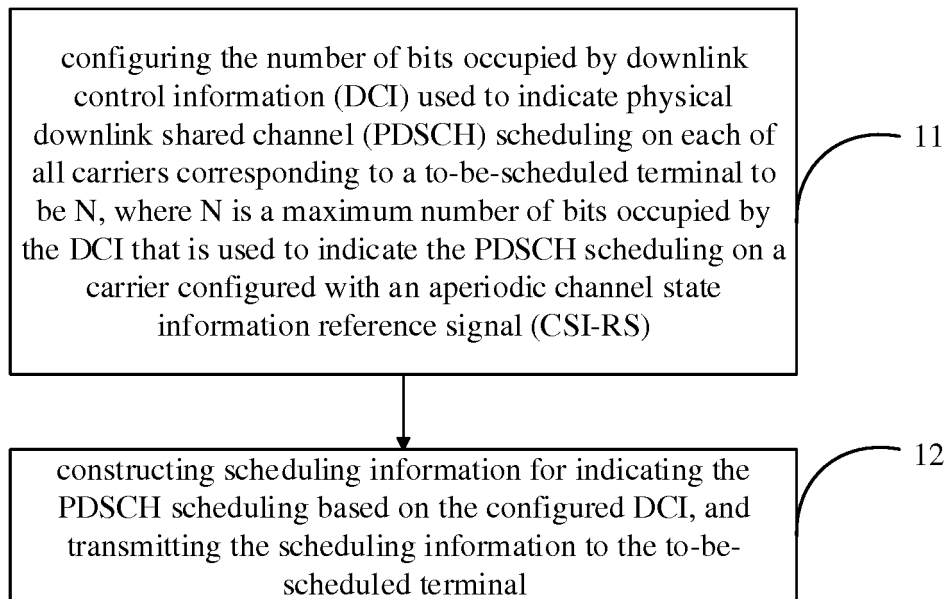 configuring the number of bits occupied by downlink
control information (DCI) used to indicate physical
downlink shared channel (PDSCH) scheduling on each of
all carriers corresponding to a to-be-scheduled terminal to
be N, where N is a maximum number of bits occupied by
the DCI that is used to indicate the PDSCH scheduling on a
carrier configured with an aperiodic channel state
information reference signal (CSI-RS)
11
constructing scheduling information for indicating the
PDSCH scheduling based on the configured DCI, and
transmitting the scheduling information to the to-be-
scheduled terminal
12